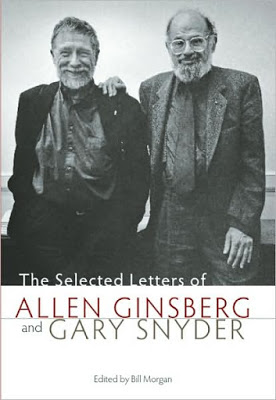 The Selected Letters of
ALLEN GINSBERG
and GARY SNYDER
Edited by Bill Morgan